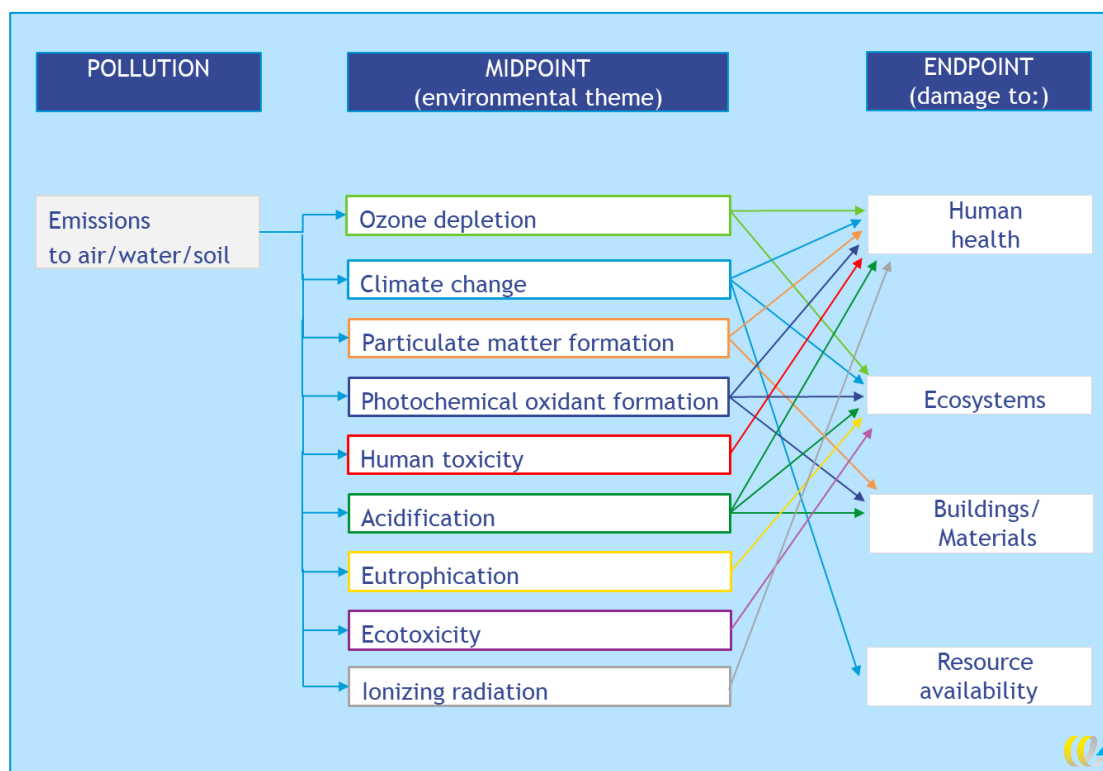 POLLUTION
MIDPOINT
(environmental theme)
ENDPOINT
(damage to:)
Emissions
to air/water/soil
Ozone depletion
Climate change
Particulate matter formation
Photochemical oxidant formation
Human toxicity
Acidification
Eutrophication
Ecotoxicity
Ionizing radiation
Human
health
Ecosystems
Buildings/
Materials
Resource
availability